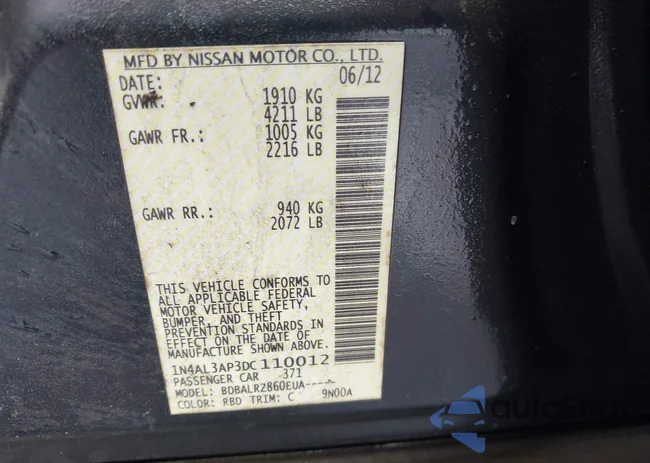 MFD BY NISSAN MOTOR CO., LTD.
DATE: 06/12
GVWR: 1910 KG
4211 LB
GAWR FR.: 1005 KG
2216 LB
GAWR RR.: 940 KG
2072 LB
THIS VEHICLE CONFORMS TO
ALL APPLICABLE FEDERAL
MOTOR VEHICLE SAFETY,
BUMPER, AND THEFT
PREVENTION STANDARDS IN
EFFECT ON THE DATE OF
MANUFACTURE SHOWN ABOVE.
1N4AL3AP3DC110012
PASSENGER CAR 371
MODEL: BDBALRZ860EUA-----
COLOR: RBD TRIM: C 9N00A